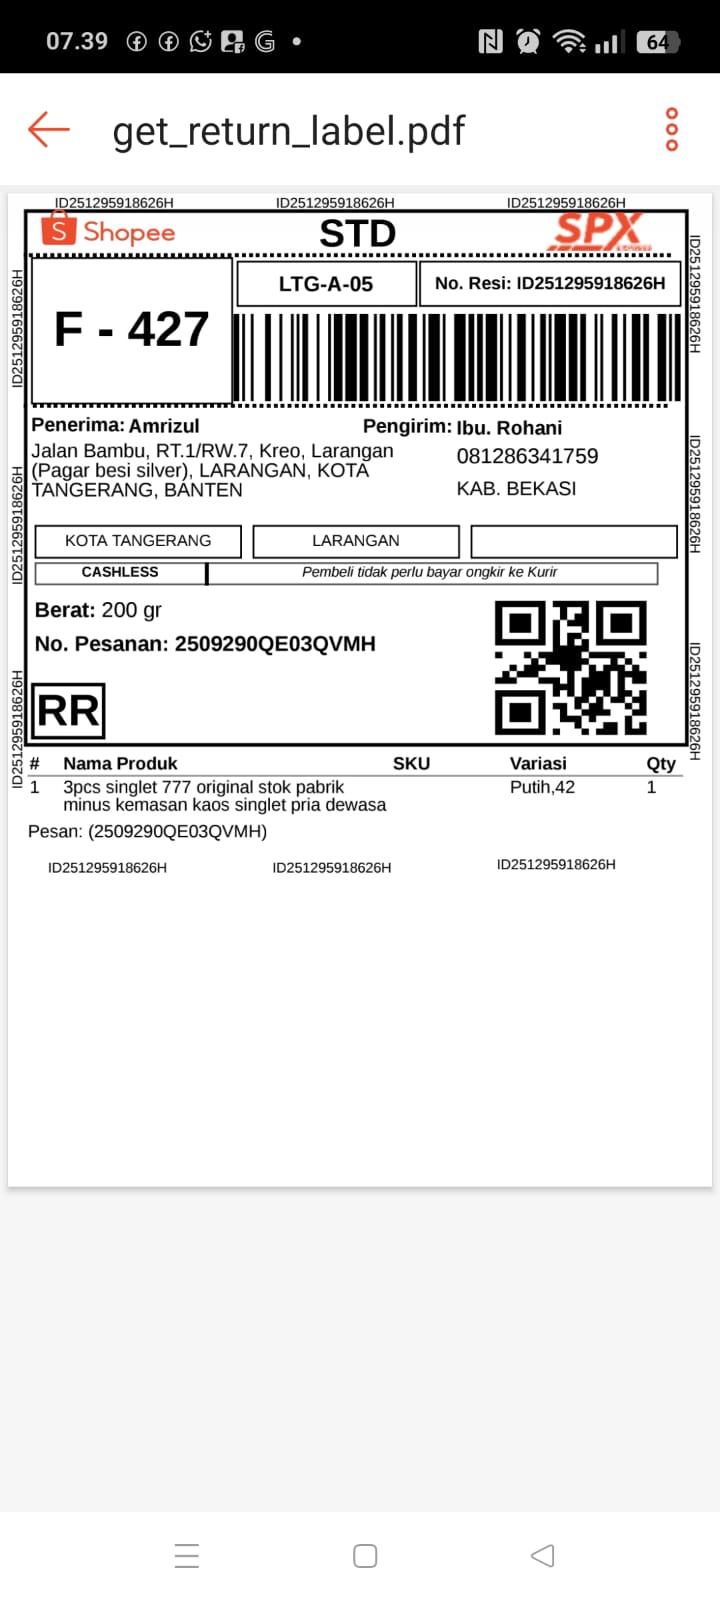 07.39
64
get_return_label.pdf
ID251295918626H ID251295918626H ID251295918626H
Shopee STD SPX
LTG-A-05 No. Resi: ID251295918626H
F - 427
Penerima: Amrizul Pengirim: Ibu. Rohani
Jalan Bambu, RT.1/RW.7, Kreo, Larangan
(Pagar besi silver), LARANGAN, KOTA
TANGERANG, BANTEN
081286341759
KAB. BEKASI
KOTA TANGERANG LARANGAN
CASHLESS Pembeli tidak perlu bayar ongkir ke Kurir
Berat: 200 gr
No. Pesanan: 2509290QE03QVMH
RR
# Nama Produk SKU Variasi Qty
1 3pcs singlet 777 original stok pabrik Putih,42 1
minus kemasan kaos singlet pria dewasa
Pesan: (2509290QE03QVMH)
ID251295918626H ID251295918626H ID251295918626H
ID251295918626H
ID251295918626H
ID251295918626H
ID251295918626H
ID251295918626H
ID251295918626H